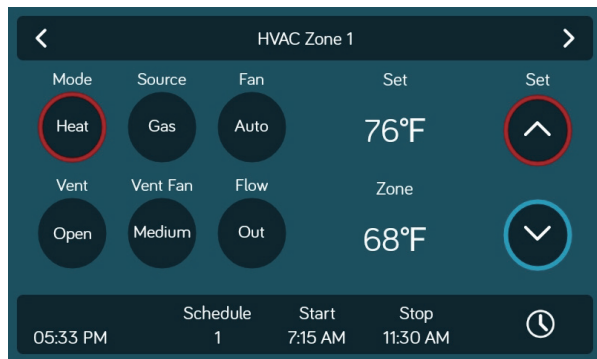 HVAC Zone 1
Mode Source Fan Set Set
Heat Gas Auto 76°F
Vent Vent Fan Flow Zone
Open Medium Out 68°F
Schedule Start Stop
05:33 PM 1 7:15 AM 11:30 AM